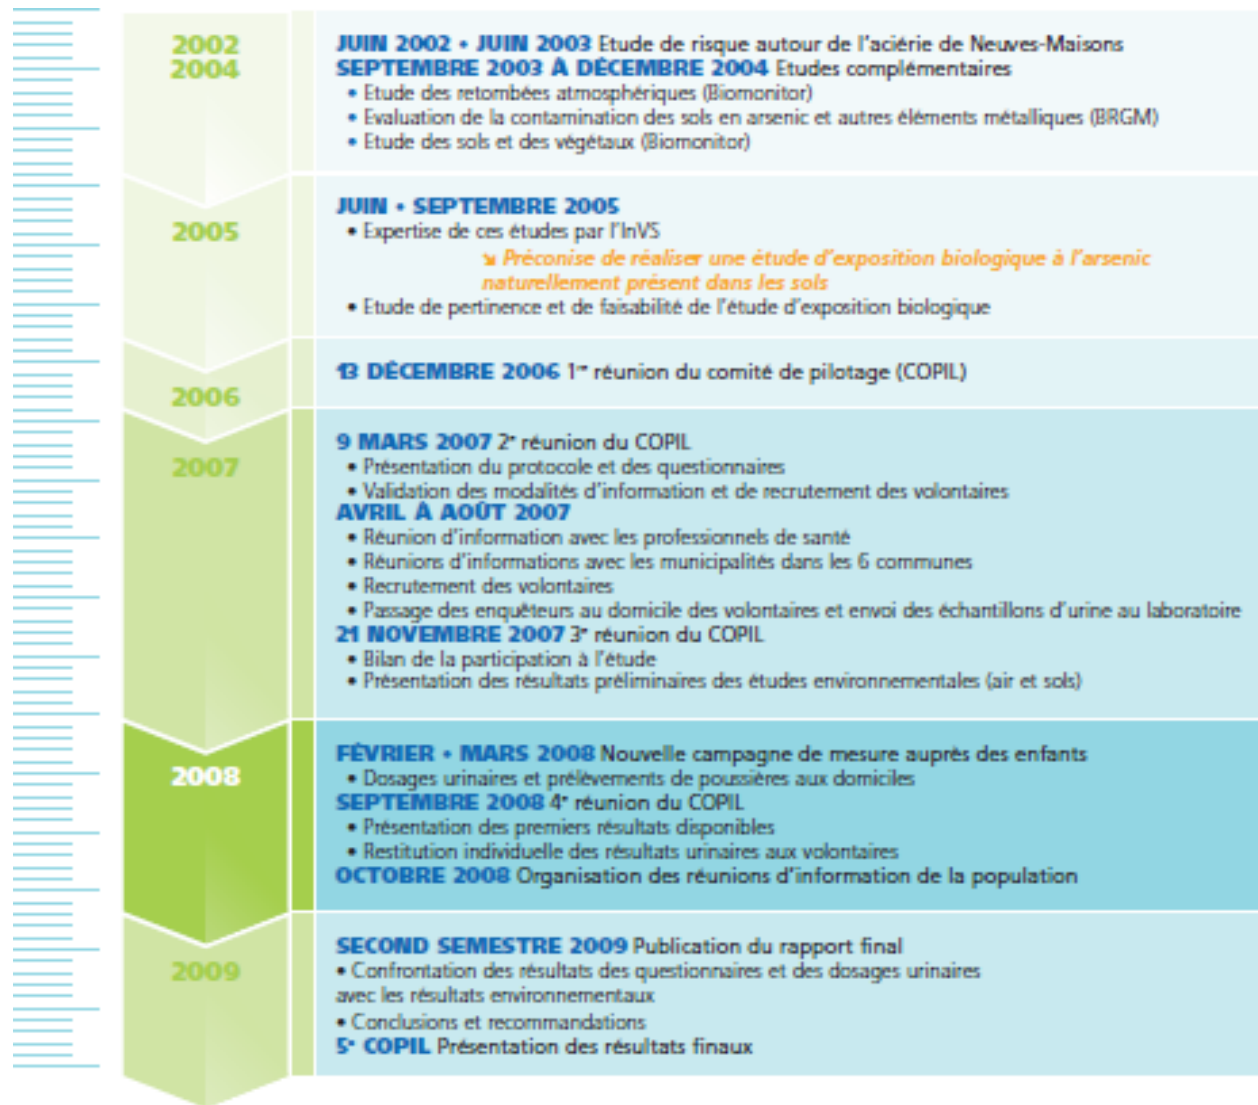 2002
2004
JUIN 2002 • JUIN 2003 Etude de risque autour de l'aciérie de Neuves-Maisons
SEPTEMBRE 2003 À DÉCEMBRE 2004 Etudes complémentaires
• Etude des retombées atmosphériques (Biomonitor)
• Evaluation de la contamination des sols en arsenic et autres éléments métalliques (BRGM)
• Etude des sols et des végétaux (Biomonitor)
2005
JUIN • SEPTEMBRE 2005
• Expertise de ces études par l'InVS
↘ Préconise de réaliser une étude d'exposition biologique à l'arsenic
naturellement présent dans les sols
• Etude de pertinence et de faisabilité de l'étude d'exposition biologique
2006
13 DÉCEMBRE 2006 1re réunion du comité de pilotage (COPIL)
2007
9 MARS 2007 2e réunion du COPIL
• Présentation du protocole et des questionnaires
• Validation des modalités d'information et de recrutement des volontaires
AVRIL À AOÛT 2007
• Réunion d'information avec les professionnels de santé
• Réunions d'informations avec les municipalités dans les 6 communes
• Recrutement des volontaires
• Passage des enquêteurs au domicile des volontaires et envoi des échantillons d'urine au laboratoire
21 NOVEMBRE 2007 3e réunion du COPIL
• Bilan de la participation à l'étude
• Présentation des résultats préliminaires des études environnementales (air et sols)
2008
FÉVRIER • MARS 2008 Nouvelle campagne de mesure auprès des enfants
• Dosages urinaires et prélèvements de poussières aux domiciles
SEPTEMBRE 2008 4e réunion du COPIL
• Présentation des premiers résultats disponibles
• Restitution individuelle des résultats urinaires aux volontaires
OCTOBRE 2008 Organisation des réunions d'information de la population
2009
SECOND SEMESTRE 2009 Publication du rapport final
• Confrontation des résultats des questionnaires et des dosages urinaires
avec les résultats environnementaux
• Conclusions et recommandations
5e COPIL Présentation des résultats finaux